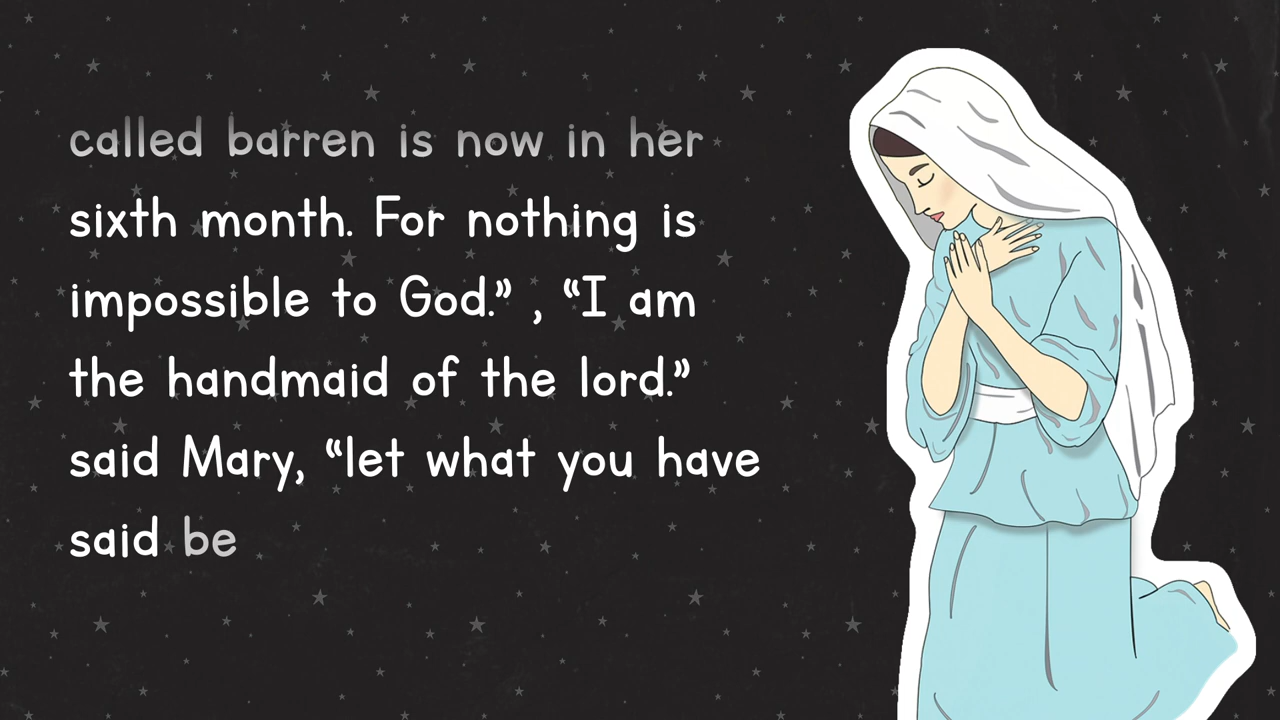 called barren is now in her
sixth month. For nothing is
impossible to God.” , “I am
the handmaid of the lord.”
said Mary, “let what you have
said be